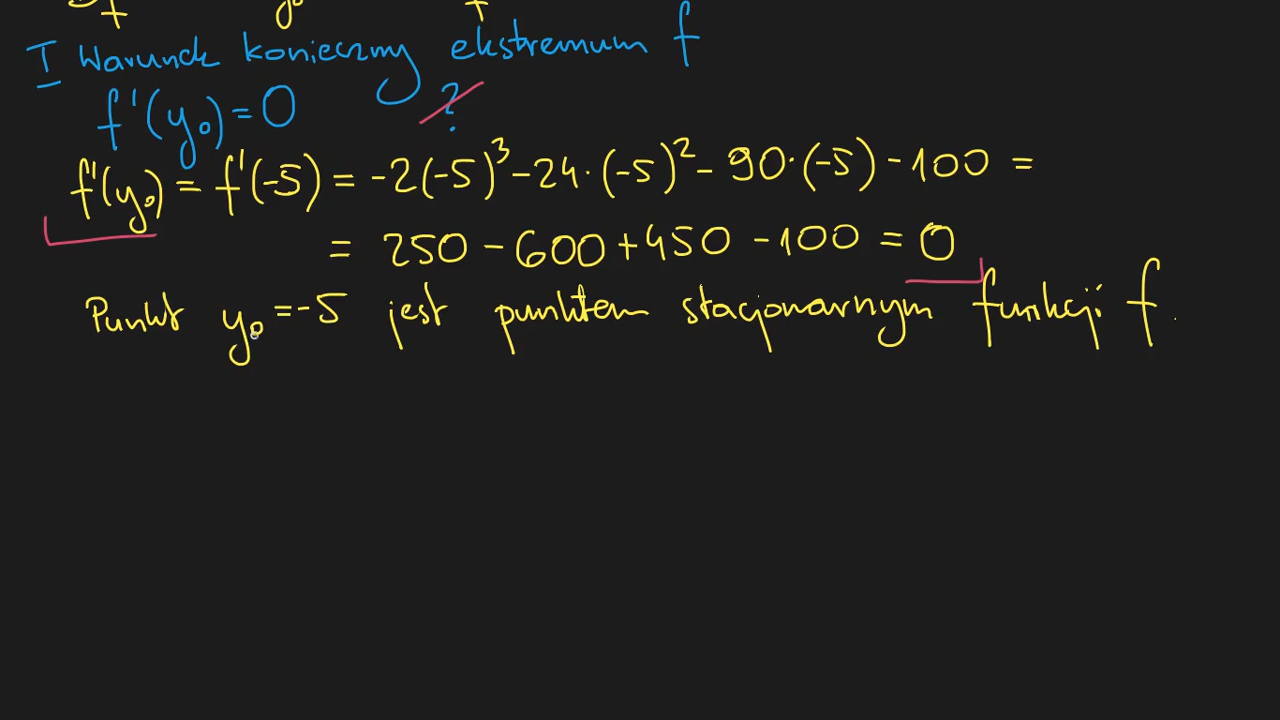 I Warunek konieczny ekstremum f
f'(y₀) = 0 ?
f'(y₀) = f'(-5) = -2(-5)³ - 24·(-5)² - 90·(-5) - 100 =
= 250 - 600 + 450 - 100 = 0
Punkt y₀ = -5 jest punktem stacjonarnym funkcji f.